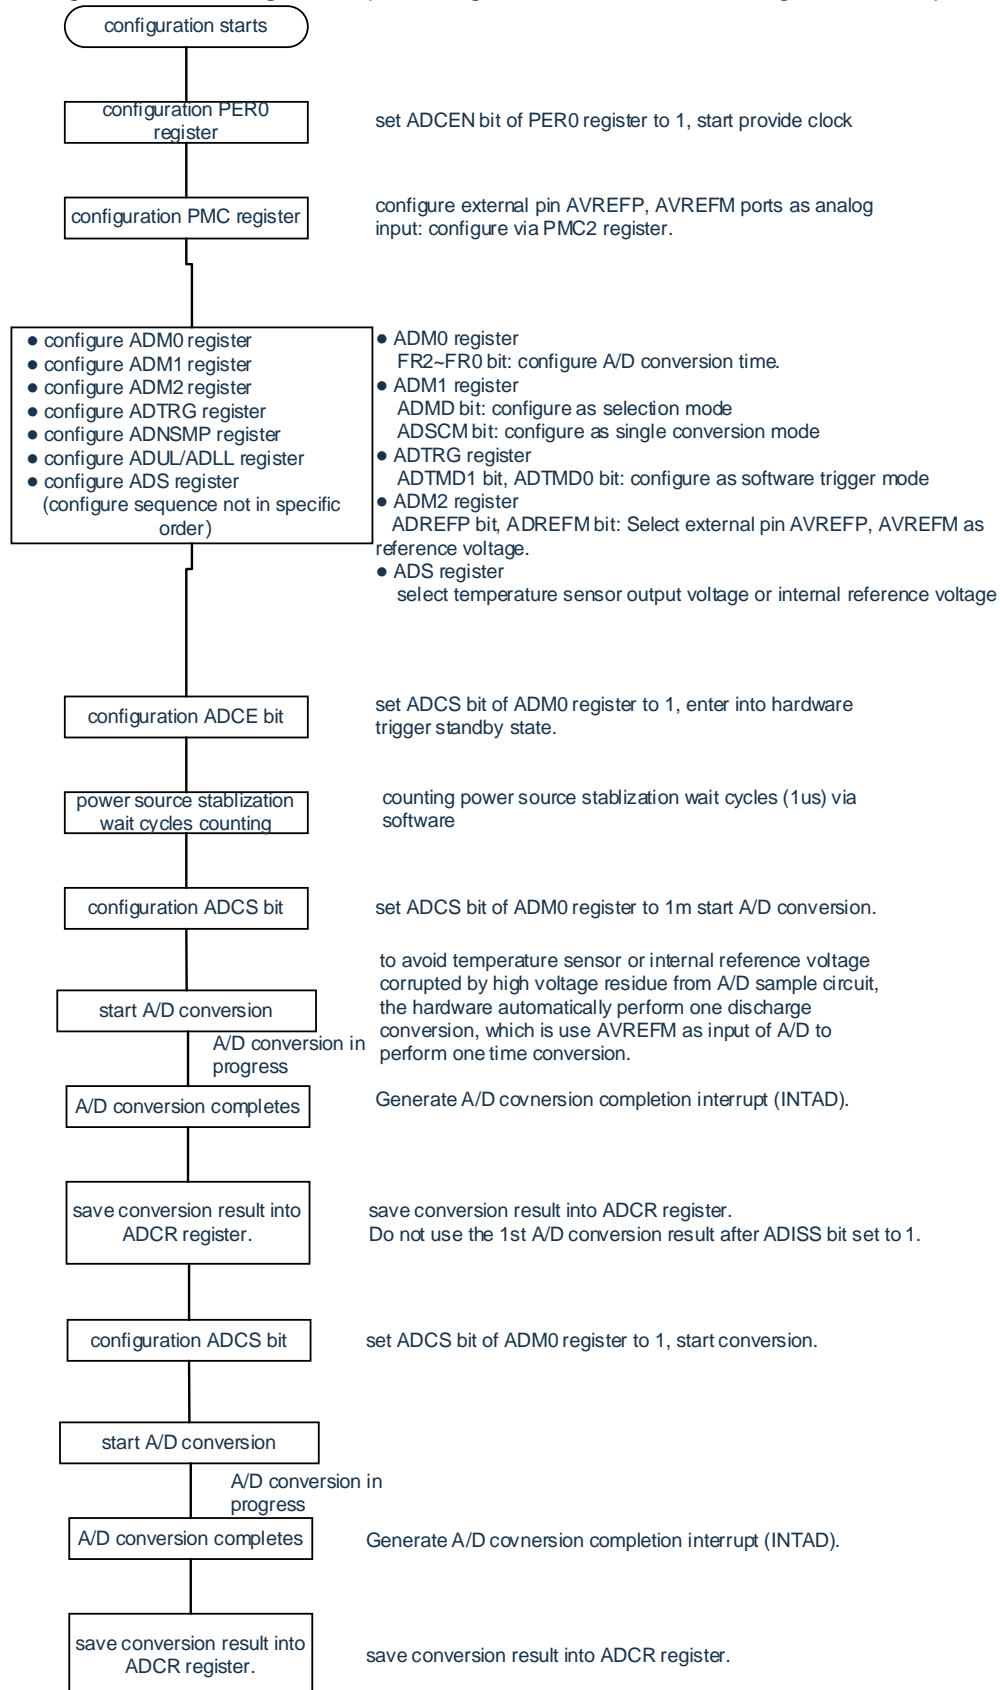 configuration starts
configuration PER0
register
set ADCEN bit of PER0 register to 1, start provide clock
configuration PMC register
configure external pin AVREFP, AVREFM ports as analog
input: configure via PMC2 register.
● configure ADM0 register
● configure ADM1 register
● configure ADM2 register
● configure ADTRG register
● configure ADNSMP register
● configure ADUL/ADLL register
● configure ADS register
(configure sequence not in specific
order)
● ADM0 register
FR2~FR0 bit: configure A/D conversion time.
● ADM1 register
ADMD bit: configure as selection mode
ADSCM bit: configure as single conversion mode
● ADTRG register
ADTMD1 bit, ADTMD0 bit: configure as software trigger mode
● ADM2 register
ADREFP bit, ADREFM bit: Select external pin AVREFP, AVREFM as
reference voltage.
● ADS register
select temperature sensor output voltage or internal reference voltage
configuration ADCE bit
set ADCS bit of ADM0 register to 1, enter into hardware
trigger standby state.
power source stablization
wait cycles counting
counting power source stablization wait cycles (1us) via
software
configuration ADCS bit
set ADCS bit of ADM0 register to 1m start A/D conversion.
start A/D conversion
to avoid temperature sensor or internal reference voltage
corrupted by high voltage residue from A/D sample circuit,
the hardware automatically perform one discharge
conversion, which is use AVREFM as input of A/D to
perform one time conversion.
A/D conversion in
progress
A/D conversion completes
Generate A/D covnersion completion interrupt (INTAD).
save conversion result into
ADCR register.
save conversion result into ADCR register.
Do not use the 1st A/D conversion result after ADISS bit set to 1.
configuration ADCS bit
set ADCS bit of ADM0 register to 1, start conversion.
start A/D conversion
A/D conversion in
progress
A/D conversion completes
Generate A/D covnersion completion interrupt (INTAD).
save conversion result into
ADCR register.
save conversion result into ADCR register.